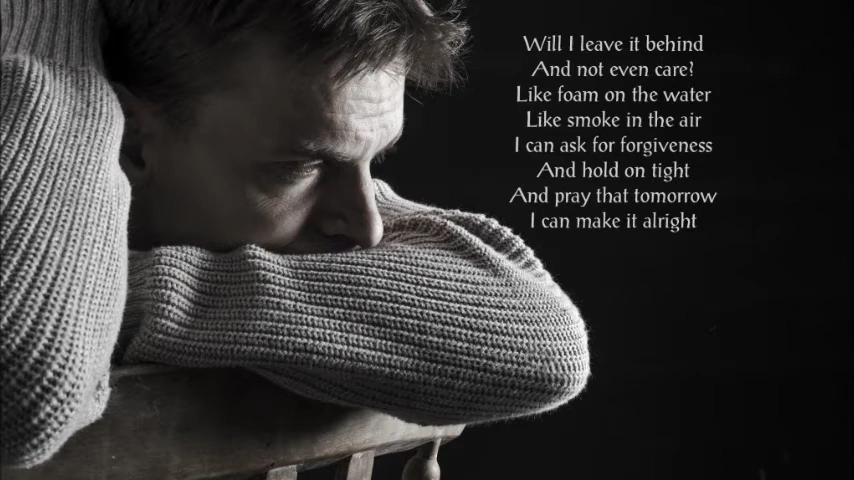 Will I leave it behind
And not even care?
Like foam on the water
Like smoke in the air
I can ask for forgiveness
And hold on tight
And pray that tomorrow
I can make it alright